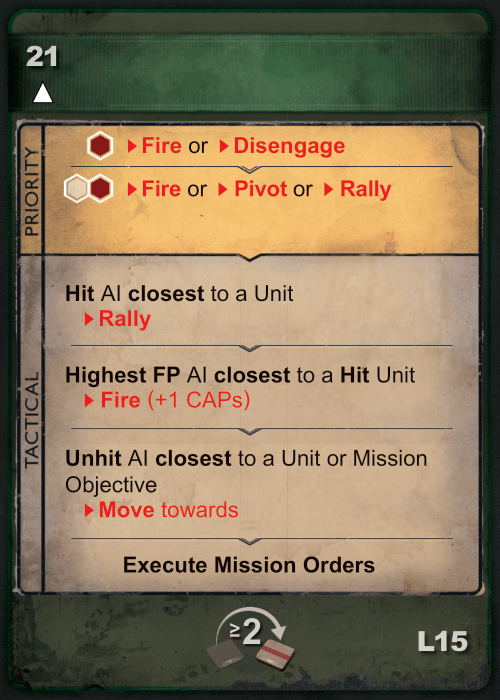 21
PRIORITY
Fire or Disengage
Fire or Pivot or Rally
TACTICAL
Hit AI closest to a Unit
Rally
Highest FP AI closest to a Hit Unit
Fire (+1 CAPs)
Unhit AI closest to a Unit or Mission
Objective
Move towards
Execute Mission Orders
≥2
L15